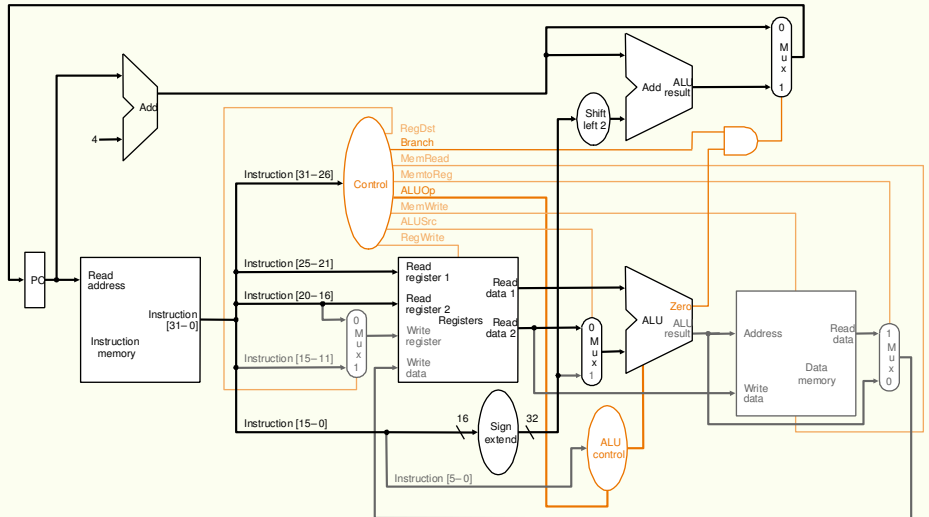 0
M
u
x
1
Add
ALU
result
Add
4
Shift
left 2
RegDst
Branch
MemRead
MemtoReg
ALUOp
MemWrite
ALUSrc
RegWrite
Control
Instruction [31–26]
Instruction [25–21]
Instruction [20–16]
Instruction [15–11]
Instruction [15–0]
Instruction [5–0]
PC
Read
address
Instruction
[31–0]
Instruction
memory
0
M
u
x
1
Read
register 1
Read
register 2
Registers
Write
register
Write
data
Read
data 1
Read
data 2
0
M
u
x
1
Zero
ALU
ALU
result
Address
Read
data
Data
memory
Write
data
1
M
u
x
0
16
Sign
extend
32
ALU
control